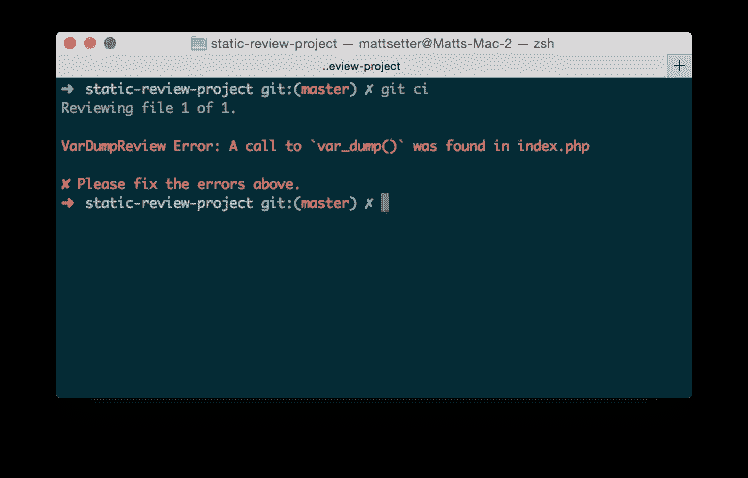 static-review-project — mattsetter@Matts-Mac-2 — zsh
..eview-project
+
➜ static-review-project git:(master) ✗ git ci
Reviewing file 1 of 1.
VarDumpReview Error: A call to `var_dump()` was found in index.php
✘ Please fix the errors above.
➜ static-review-project git:(master) ✗